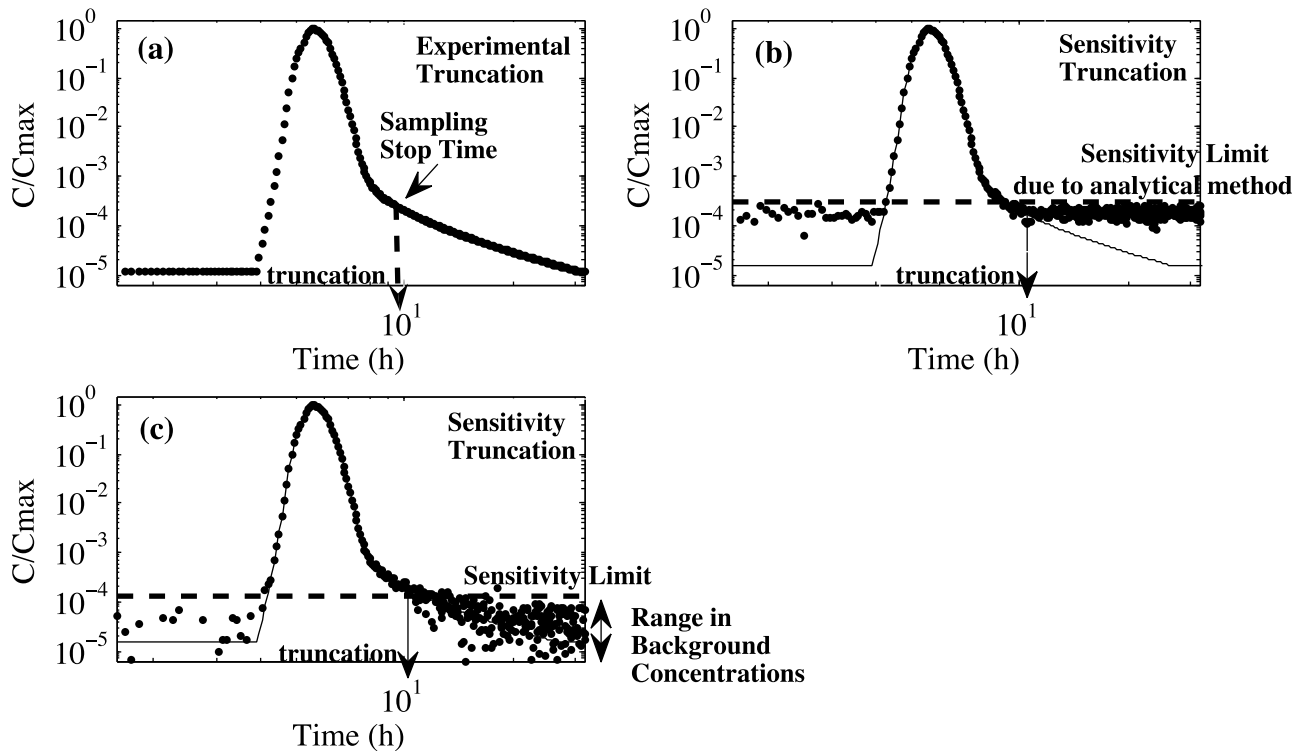 (a)
Experimental
Truncation
Sampling
Stop Time
truncation
10^0
10^-1
10^-2
10^-3
10^-4
10^-5
C/Cmax
10^1
Time (h)
(b)
Sensitivity
Truncation
Sensitivity Limit
due to analytical method
truncation
10^0
10^-1
10^-2
10^-3
10^-4
10^-5
C/Cmax
10^1
Time (h)
(c)
Sensitivity
Truncation
Sensitivity Limit
Range in
Background
Concentrations
truncation
10^0
10^-1
10^-2
10^-3
10^-4
10^-5
C/Cmax
10^1
Time (h)